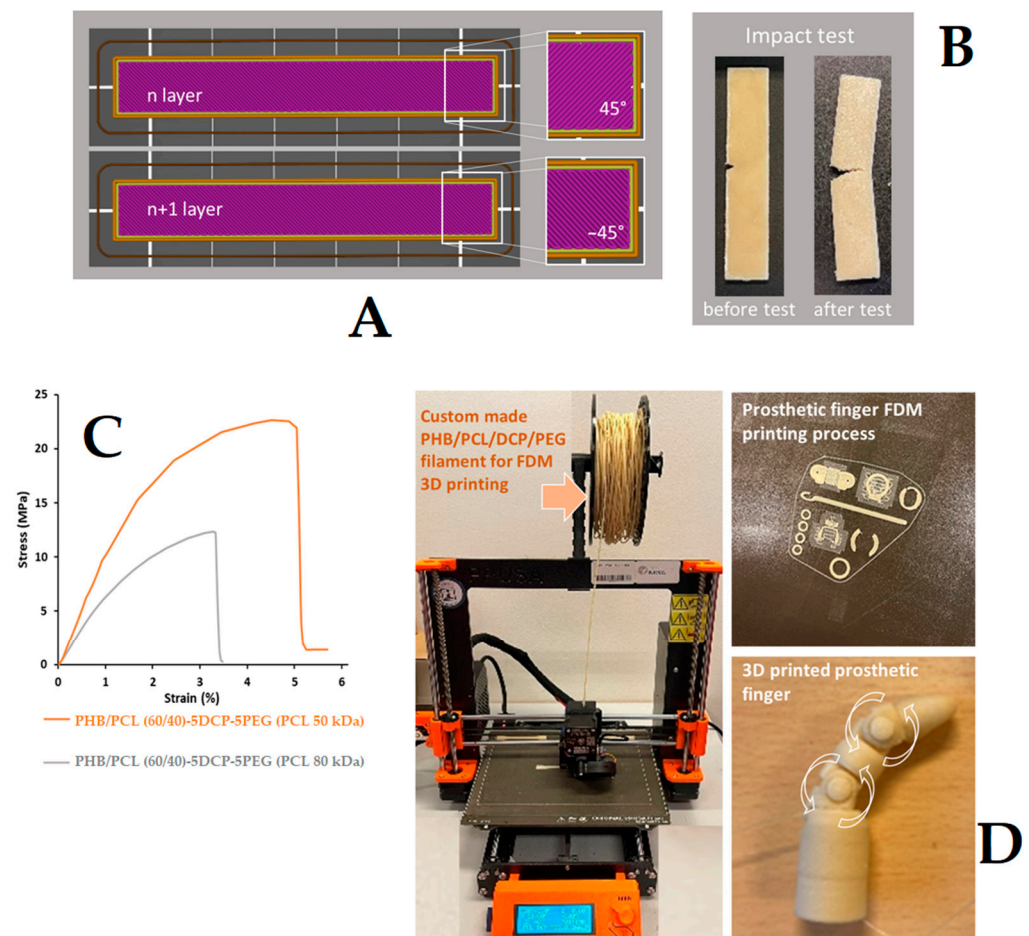 n layer
45°
n+1 layer
−45°
A
Impact test
before test
after test
B
C
25
20
15
10
5
0
Stress (MPa)
0
1
2
3
4
5
6
Strain (%)
PHB/PCL (60/40)-5DCP-5PEG (PCL 50 kDa)
PHB/PCL (60/40)-5DCP-5PEG (PCL 80 kDa)
Custom made
PHB/PCL/DCP/PEG
filament for FDM
3D printing
Prosthetic finger FDM
printing process
3D printed prosthetic
finger
D